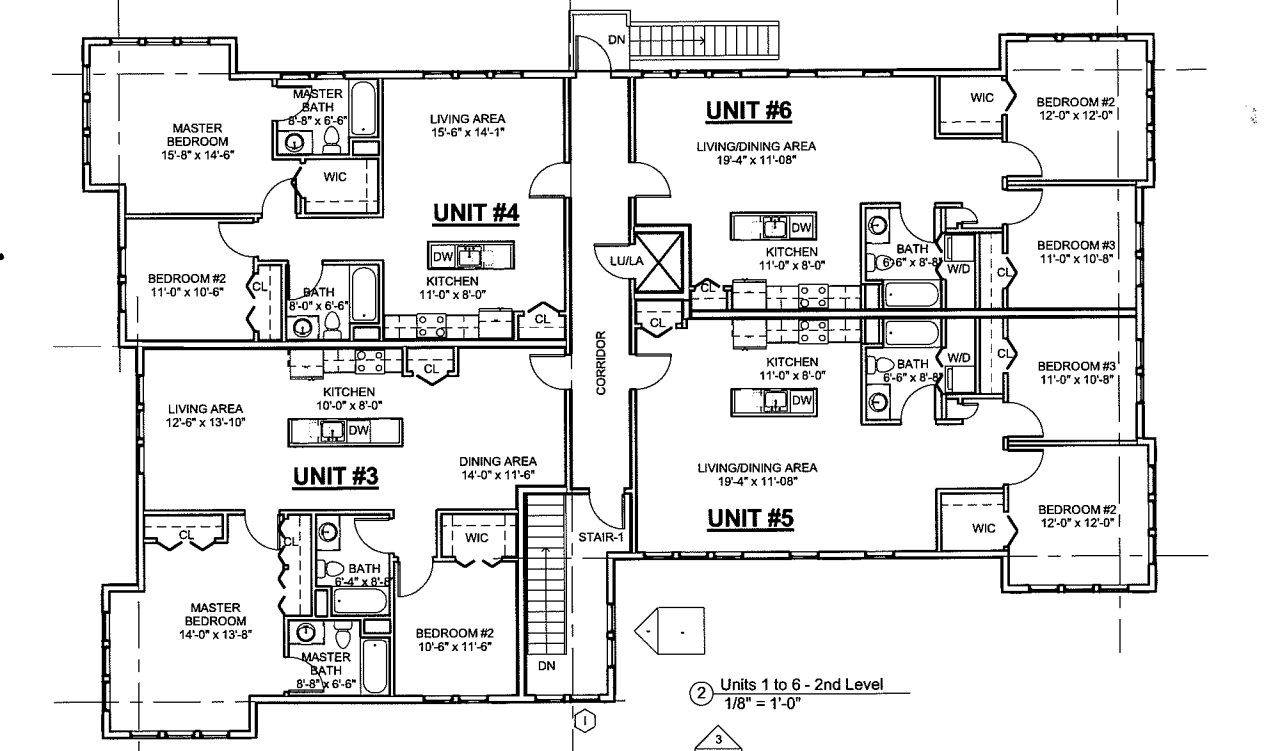 DN
MASTER
BATH
8'-8" x 6'-6"
MASTER
BEDROOM
15'-8" x 14'-6"
WIC
LIVING AREA
15'-6" x 14'-1"
UNIT #4
BEDROOM #2
11'-0" x 10'-6"
CL
BATH
8'-0" x 6'-6"
DW
KITCHEN
11'-0" x 8'-0"
CL
UNIT #6
LIVING/DINING AREA
19'-4" x 11'-08"
WIC
BEDROOM #2
12'-0" x 12'-0"
DW
KITCHEN
11'-0" x 8'-0"
BATH
6'-6" x 8'-8"
W/D
CL
BEDROOM #3
11'-0" x 10'-8"
LU/LA
CL
CL
CORRIDOR
KITCHEN
11'-0" x 8'-0"
DW
BATH
6'-6" x 8'-8"
W/D
CL
BEDROOM #3
11'-0" x 10'-8"
LIVING/DINING AREA
19'-4" x 11'-08"
UNIT #5
WIC
BEDROOM #2
12'-0" x 12'-0"
CL
KITCHEN
10'-0" x 8'-0"
LIVING AREA
12'-6" x 13'-10"
DW
UNIT #3
DINING AREA
14'-0" x 11'-6"
CL
CL
WIC
STAIR-1
BATH
6'-4" x 8'-8"
MASTER
BEDROOM
14'-0" x 13'-8"
MASTER
BATH
8'-8" x 6'-6"
BEDROOM #2
10'-6" x 11'-6"
DN
2
Units 1 to 6 - 2nd Level
1/8" = 1'-0"
I
3